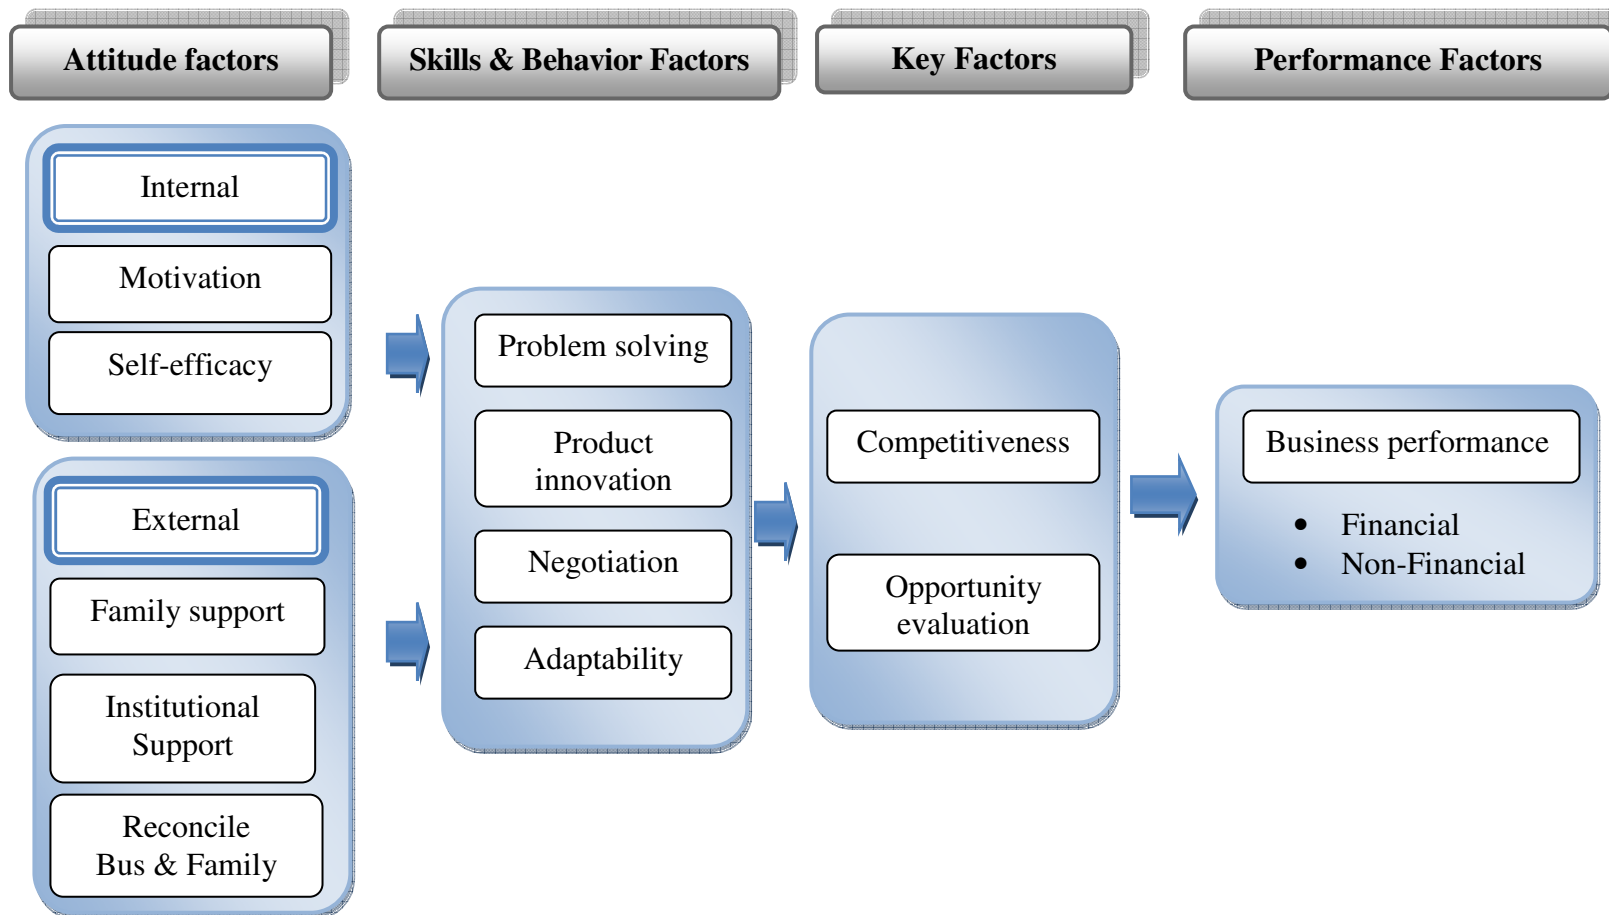 Attitude factors
Skills & Behavior Factors
Key Factors
Performance Factors
Internal
Motivation
Self-efficacy
External
Family support
Institutional
Support
Reconcile
Bus & Family
Problem solving
Product
innovation
Negotiation
Adaptability
Competitiveness
Opportunity
evaluation
Business performance
• Financial
• Non-Financial